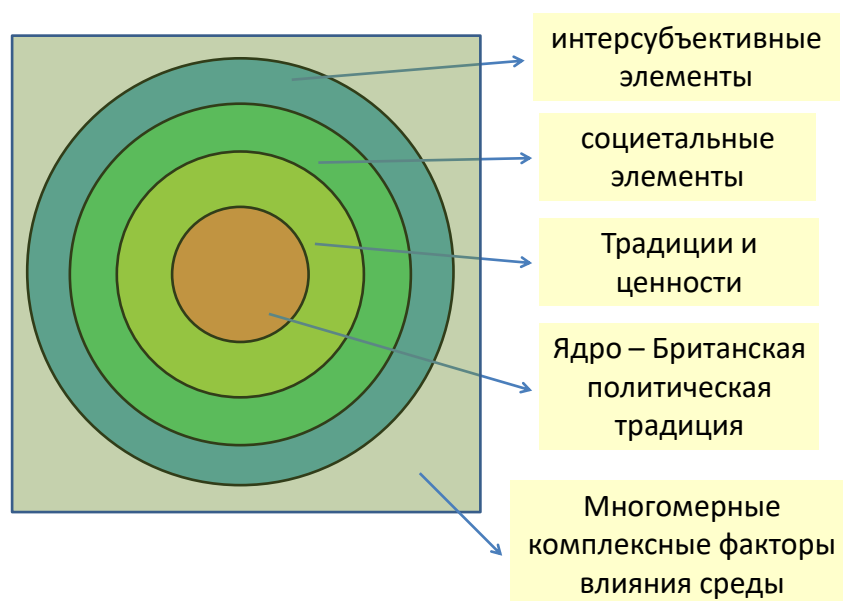 интерсубъективные
элементы
социетальные
элементы
Традиции и
ценности
Ядро – Британская
политическая
традиция
Многомерные
комплексные факторы
влияния среды